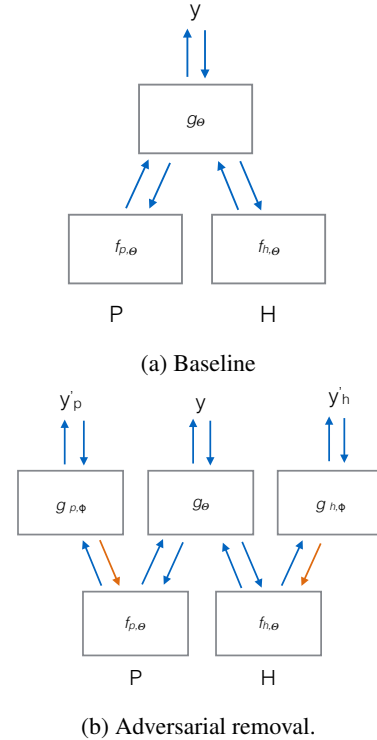 y
gθ
fp,θ fh,θ
P H
(a) Baseline
y'p y y'h
g p,ϕ gθ g h,ϕ
fp,θ fh,θ
P H
(b) Adversarial removal.